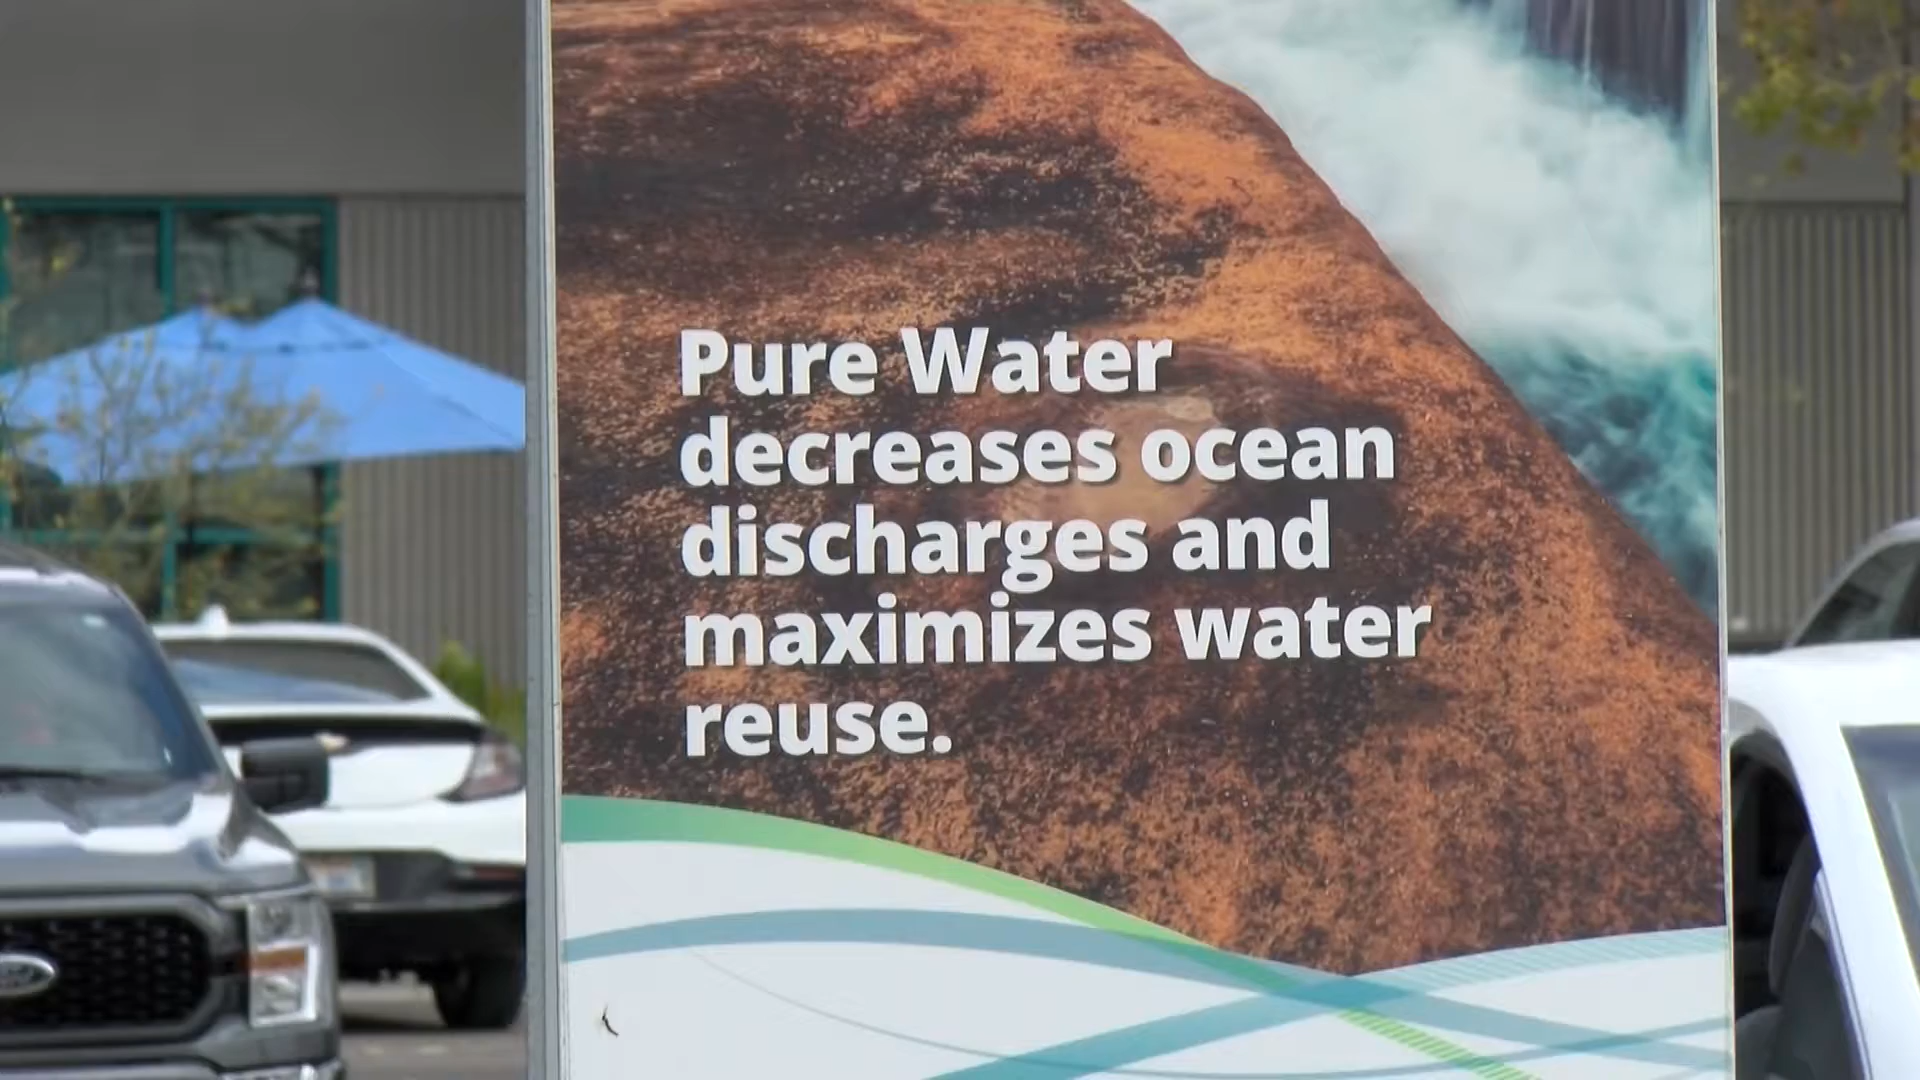 Pure Water
decreases ocean
discharges and
maximizes water
reuse.